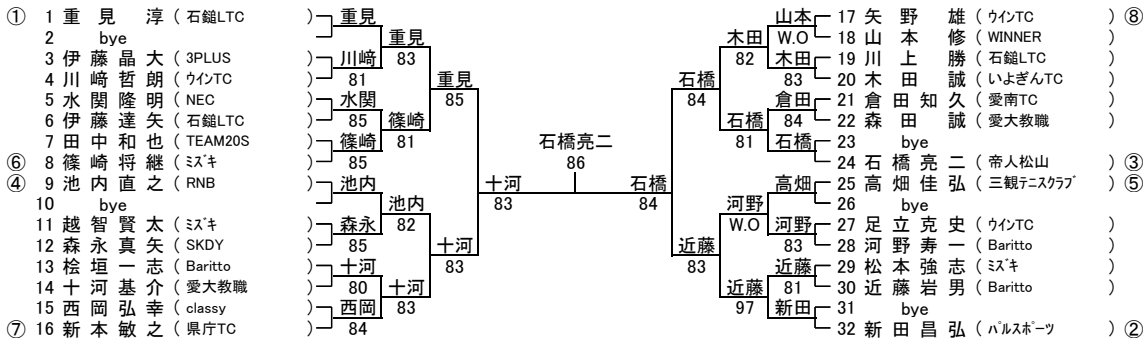 ① 1 重見 淳 ( 石鎚LTC )
2 bye
3 伊藤晶大 ( 3PLUS )
4 川﨑哲朗 ( ウインTC )
5 水関隆明 ( NEC )
6 伊藤達矢 ( 石鎚LTC )
7 田中和也 ( TEAM20S )
⑥ 8 篠崎将継 ( ミズキ )
④ 9 池内直之 ( RNB )
10 bye
11 越智賢太 ( ミズキ )
12 森永真矢 ( SKDY )
13 桧垣一志 ( Baritto )
14 十河基介 ( 愛大教職 )
15 西岡弘幸 ( classy )
⑦ 16 新本敏之 ( 県庁TC )
重見
川﨑
81
水関
85
篠崎
85
池内
森永
85
十河
80
西岡
84
重見
83
篠崎
81
池内
82
十河
83
重見
85
十河
83
十河
83
石橋亮二
86
石橋
84
石橋
84
近藤
83
木田
82
石橋
81
河野
W.O
近藤
97
山本
W.O
木田
83
倉田
84
石橋
高畑
河野
83
近藤
81
新田
17 矢野 雄 ( ウインTC ) ⑧
18 山本 修 ( WINNER )
19 川上 勝 ( 石鎚LTC )
20 木田 誠 ( いよぎんTC )
21 倉田知久 ( 愛南TC )
22 森田 誠 ( 愛大教職 )
23 bye
24 石橋亮二 ( 帝人松山 ) ③
25 高畑佳弘 ( 三観テニスクラブ ) ⑤
26 bye
27 足立克史 ( ウインTC )
28 河野寿一 ( Baritto )
29 松本強志 ( ミズキ )
30 近藤岩男 ( Baritto )
31 bye
32 新田昌弘 ( パルスポーツ ) ②